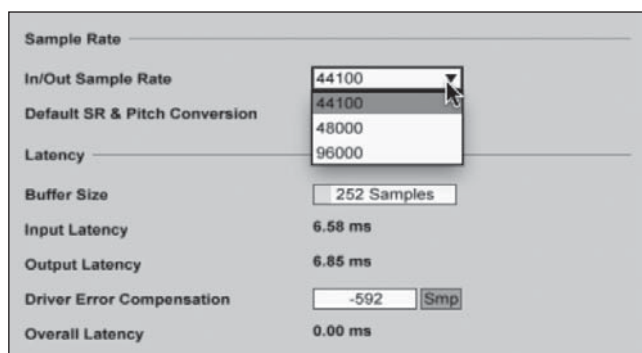 Sample Rate
In/Out Sample Rate 44100
44100
Default SR & Pitch Conversion
48000
96000
Latency
Buffer Size 252 Samples
Input Latency 6.58 ms
Output Latency 6.85 ms
Driver Error Compensation -592 Smp
Overall Latency 0.00 ms